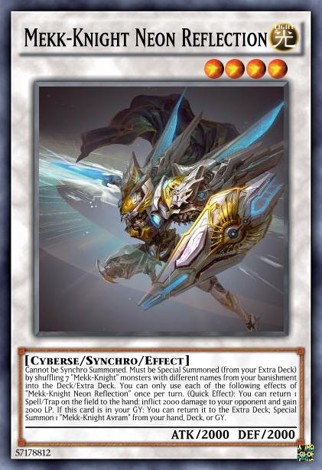 MEKK-KNIGHT NEON REFLECTION
LIGHT
光
[CYBERSE/SYNCHRO/EFFECT]
Cannot be Synchro Summoned. Must be Special Summoned (from your Extra Deck)
by shuffling 7 "Mekk-Knight" monsters with different names from your banishment
into the Deck/Extra Deck. You can only use each of the following effects of
"Mekk-Knight Neon Reflection" once per turn. (Quick Effect): You can return 1
Spell/Trap on the field to the hand: inflict 2000 damage to your opponent and gain
2000 LP. If this card is in your GY: You can return it to the Extra Deck; Special
Summon 1 "Mekk-Knight Avram" from your hand, Deck, or GY.
ATK/2000 DEF/2000
57178812